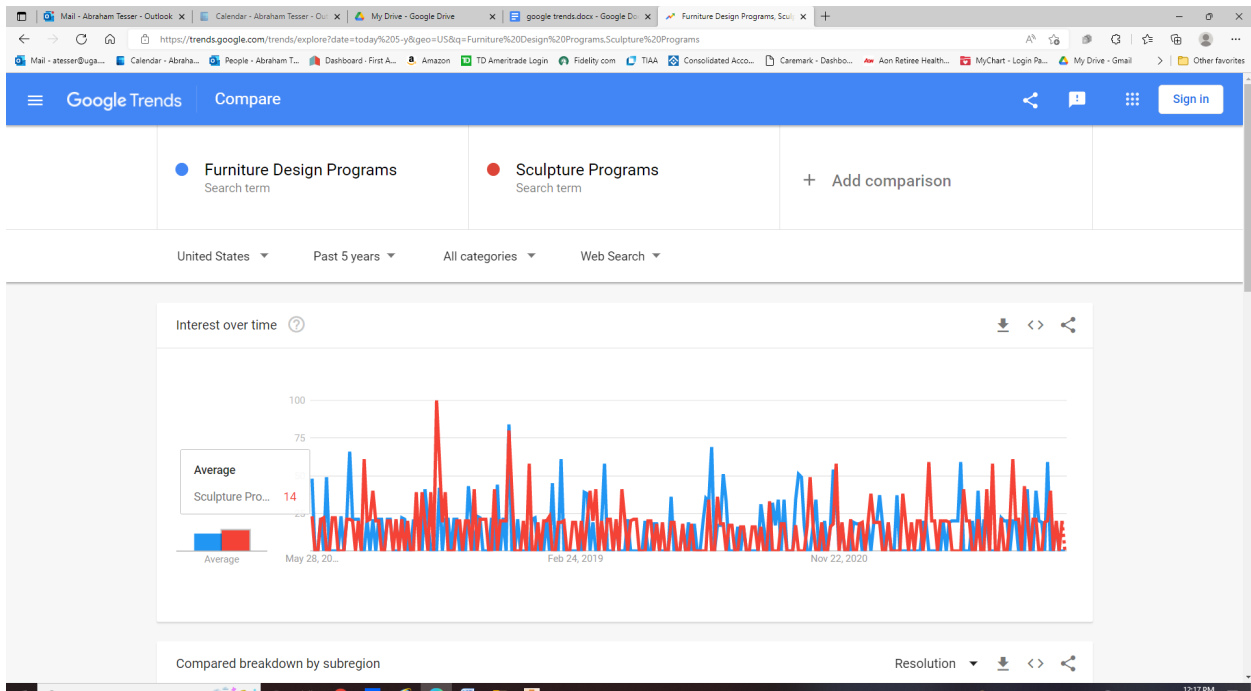 Mail - Abraham Tesser - Outlook
Calendar - Abraham Tesser - Out
My Drive - Google Drive
google trends.docx - Google Do
Furniture Design Programs, Scul
https://trends.google.com/trends/explore?date=today%205-y&geo=US&q=Furniture%20Design%20Programs,Sculpture%20Programs
Mail - atesser@uga....
Calendar - Abraha...
People - Abraham T...
Dashboard - First A...
Amazon
TD Ameritrade Login
Fidelity com
TIAA
Consolidated Acco...
Caremark - Dashbo...
Aon Retiree Health...
MyChart - Login Pa...
My Drive - Gmail
Other favorites
Google Trends
Compare
Sign in
Furniture Design Programs
Search term
Sculpture Programs
Search term
+ Add comparison
United States
Past 5 years
All categories
Web Search
Interest over time
100
75
25
Average
Sculpture Pro... 14
Average
May 28, 20...
Feb 24, 2019
Nov 22, 2020
Compared breakdown by subregion
Resolution
12:17 PM